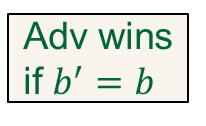 Adv wins
if b′ = b